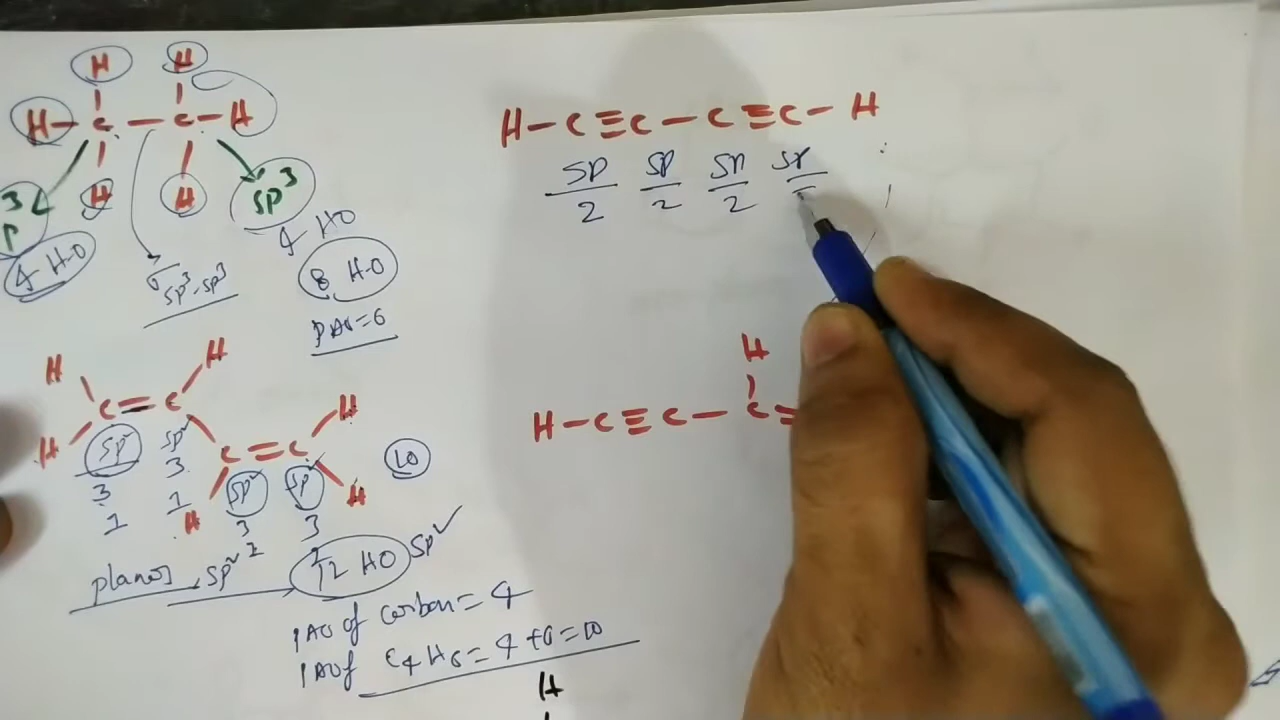 H H
H - C - C - H
H H
3
P
sp³
4 HO
4 H-O
σ sp³-sp³
8 H-O
PAO=6
H H
C = C H
H C = C
H H
sp² sp² sp² sp²
3 3 3 3
1 1
10
planar sp²
12 HO sp²
PAO of carbon = 4
PAO of C4H6 = 4+6=10
H
H - C ≡ C - C ≡ C - H
sp sp sp sp
2 2 2
H
H - C ≡ C - C =